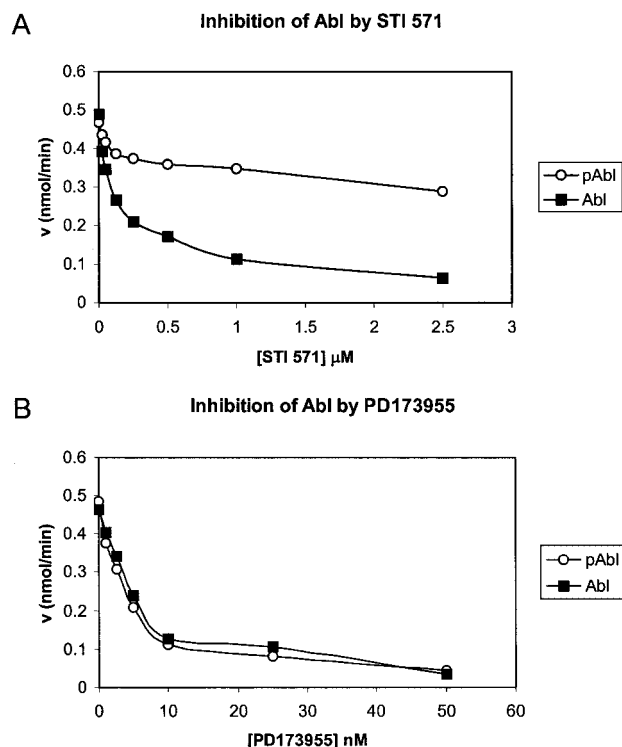 A
Inhibition of Abl by STI 571
0.6
0.5
0.4
0.3
0.2
0.1
0
v (nmol/min)
0
0.5
1
1.5
2
2.5
3
[STI 571] μM
pAbl
Abl
B
Inhibition of Abl by PD173955
0.6
0.5
0.4
0.3
0.2
0.1
0
v (nmol/min)
0
10
20
30
40
50
60
[PD173955] nM
pAbl
Abl